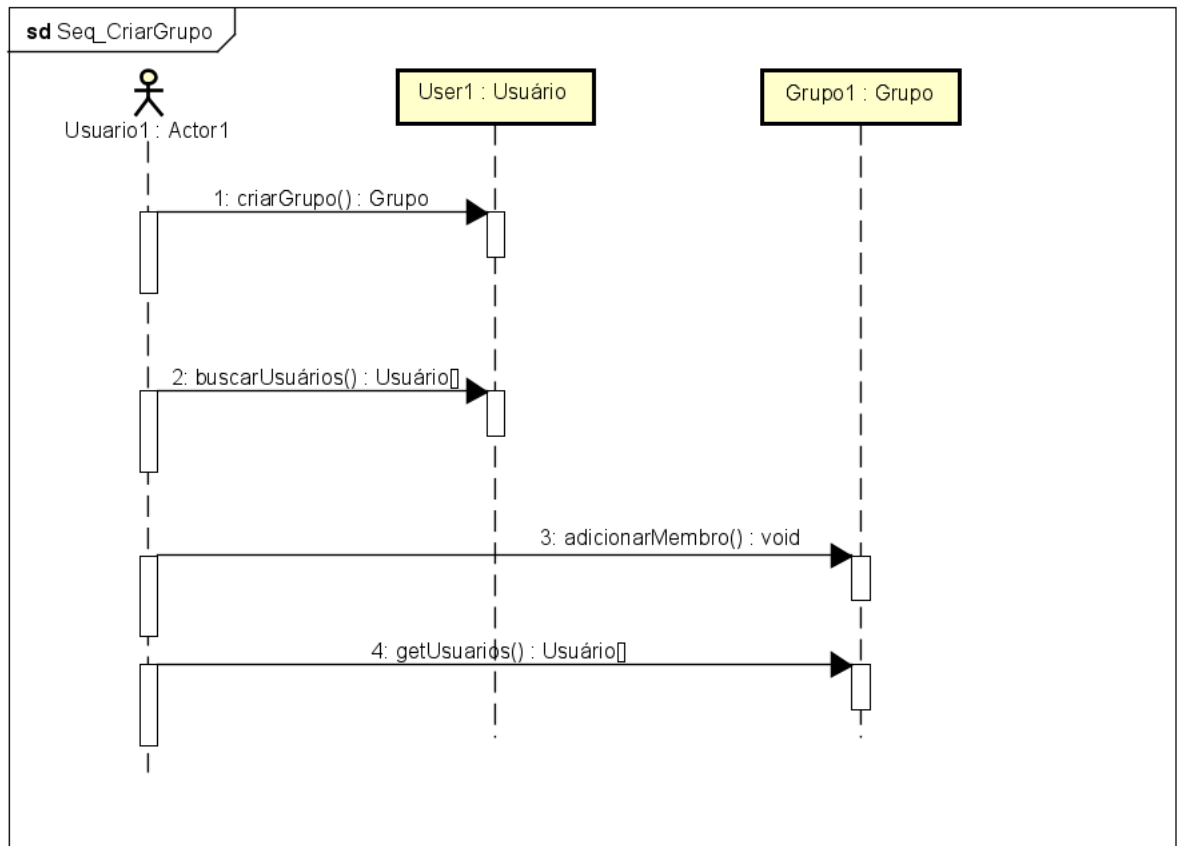 sd Seq_CriarGrupo
Usuario1 : Actor1
User1 : Usuário
Grupo1 : Grupo
1: criarGrupo() : Grupo
2: buscarUsuários() : Usuário[]
3: adicionarMembro() : void
4: getUsuarios() : Usuário[]